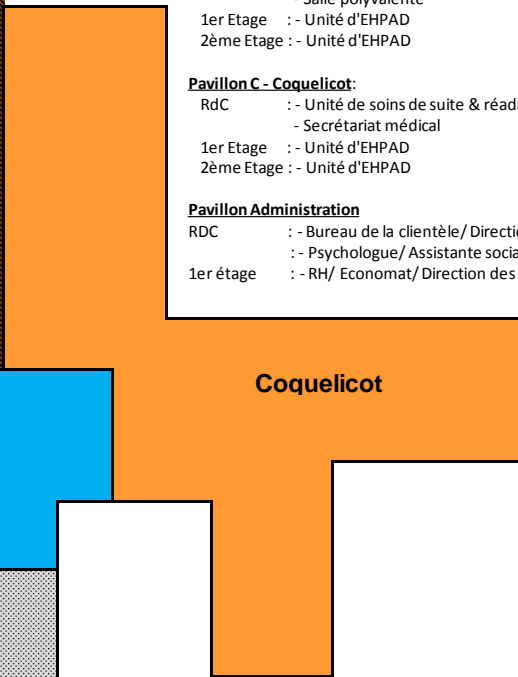 - Salle polyvalente
1er Etage : - Unité d'EHPAD
2ème Etage : - Unité d'EHPAD
Pavillon C - Coquelicot:
RdC : - Unité de soins de suite & réada
- Secrétariat médical
1er Etage : - Unité d'EHPAD
2ème Etage : - Unité d'EHPAD
Pavillon Administration
RDC : - Bureau de la clientèle/ Directio
: - Psychologue/ Assistante socia
1er étage : - RH/ Economat/ Direction des
Coquelicot